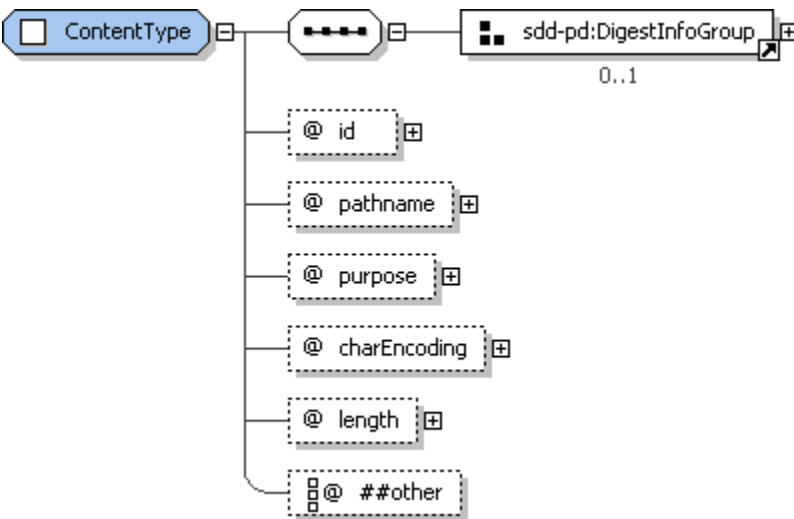 ContentType
sdd-pd:DigestInfoGroup
0..1
@ id
@ pathname
@ purpose
@ charEncoding
@ length
@ ##other